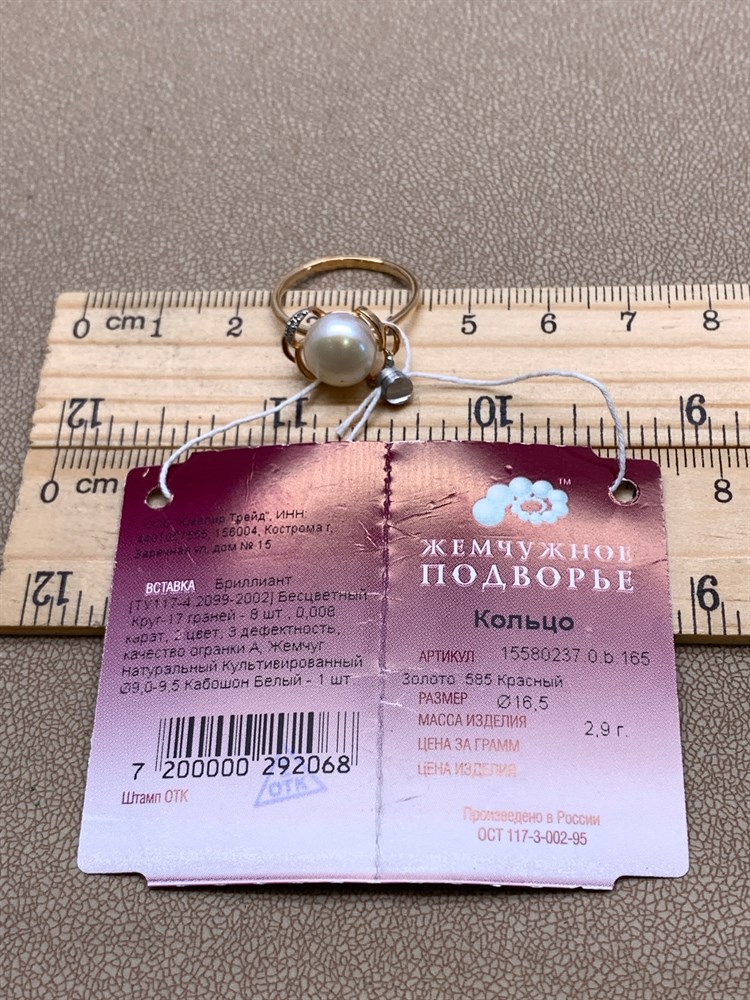 0 cm 1 2 5 6 7 8
12 11 10 9
0 cm 8
12 9
Трейд", ИНН:
156004, Кострома г,
Заречная ул, дом № 15
ВСТАВКА Бриллиант
[ТУ117-4.2099-2002] Бесцветный
Круг-17 граней - 8 шт., 0,008
карат, 2 цвет, 3 дефектность,
качество огранки А, Жемчуг
Натуральный Культивированный
Ø9,0-9,5 Кабошон Белый - 1 шт.
7 200000 292068
Штамп ОТК
ОТК
TM
ЖЕМЧУЖНОЕ
ПОДВОРЬЕ
Кольцо
АРТИКУЛ 15580237.0.b.165
Золото 585 Красный
РАЗМЕР Ø16,5
МАССА ИЗДЕЛИЯ 2,9 г.
ЦЕНА ЗА ГРАММ
ЦЕНА ИЗДЕЛИЯ
Произведено в России
ОСТ 117-3-002-95